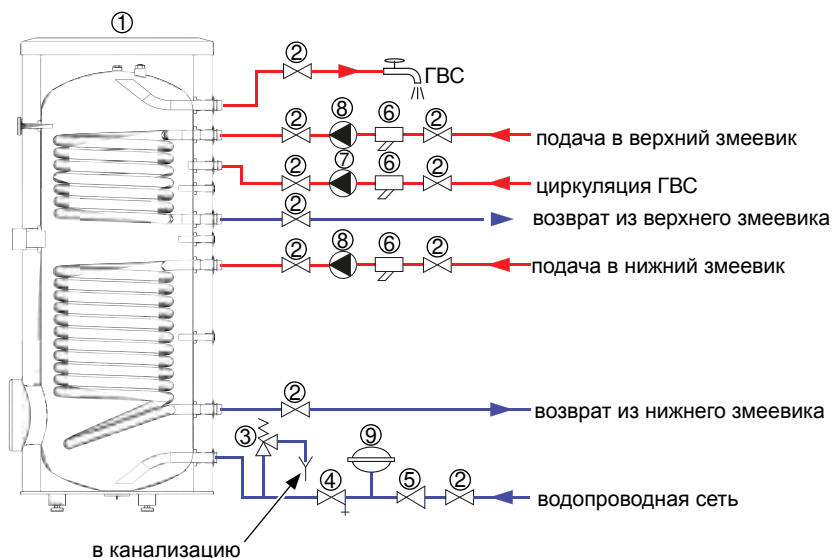 ①
② ГВС
② ⑧ ⑥ ② подача в верхний змеевик
② ⑦ ⑥ ② циркуляция ГВС
② возврат из верхнего змеевика
② ⑧ ⑥ ② подача в нижний змеевик
② возврат из нижнего змеевика
③ ⑨
④ ⑤ ② водопроводная сеть
в канализацию